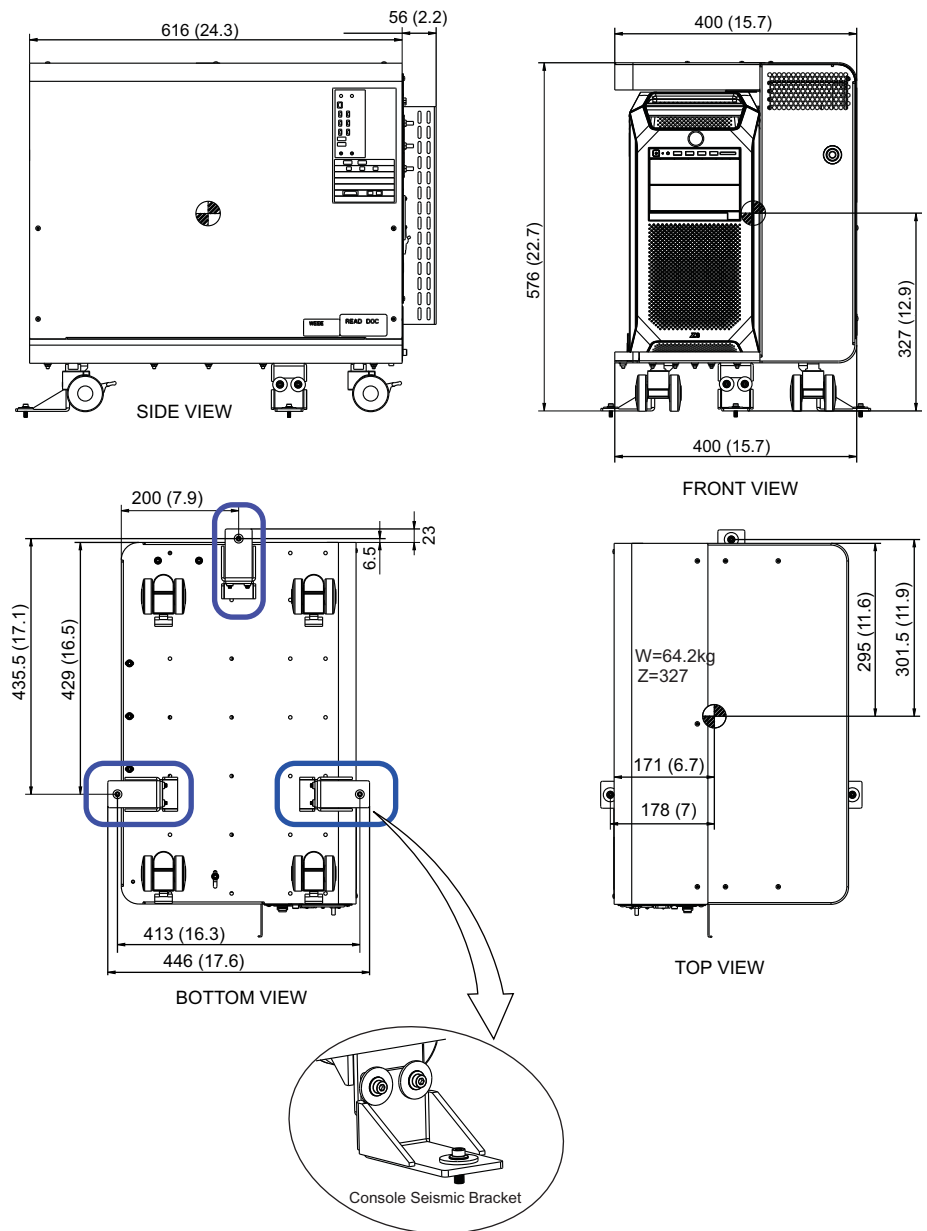 616 (24.3)
56 (2.2)
400 (15.7)
576 (22.7)
327 (12.9)
WEEE
READ DOC
SIDE VIEW
400 (15.7)
FRONT VIEW
200 (7.9)
23
6.5
435.5 (17.1)
429 (16.5)
413 (16.3)
446 (17.6)
BOTTOM VIEW
W=64.2kg
Z=327
295 (11.6)
301.5 (11.9)
171 (6.7)
178 (7)
TOP VIEW
Console Seismic Bracket